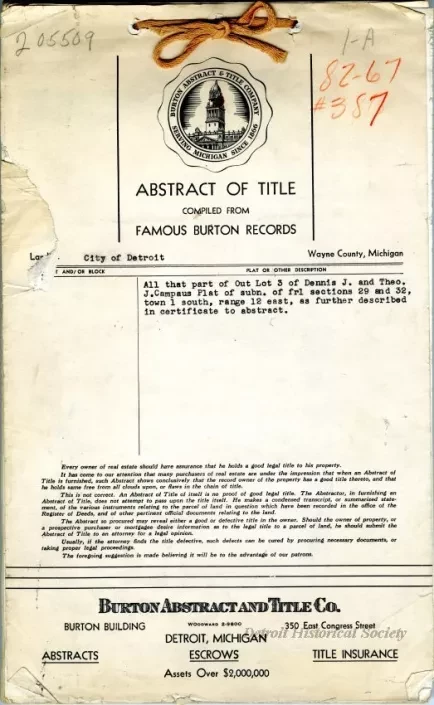 205509
1-A
82-67
#387
BURTON ABSTRACT & TITLE COMPANY
SERVING MICHIGAN SINCE 1866
ABSTRACT OF TITLE
COMPILED FROM
FAMOUS BURTON RECORDS
City of Detroit Wayne County, Michigan
AND/OR BLOCK PLAT OR OTHER DESCRIPTION
All that part of Out Lot 3 of Dennis J. and Theo.
J.Campaus Plat of subn. of frl sections 29 and 32,
town 1 south, range 12 east, as further described
in certificate to abstract.
Every owner of real estate should have assurance that he holds a good legal title to his property.
It has come to our attention that many purchasers of real estate are under the impression that when an Abstract of
Title is furnished, such Abstract shows conclusively that the record owner of the property has a good title thereto, and that
he holds same free from all clouds upon, or flaws in the chain of title.
This is not correct. An Abstract of Title of itself is no proof of good legal title. The Abstractor, in furnishing an
Abstract of Title, does not attempt to pass upon the title itself. He makes a condensed transcript, or summarized state-
ment, of the various instruments relating to the parcel of land in question which have been recorded in the office of the
Register of Deeds, and of other pertinent official documents relating to the land.
The Abstract so procured may reveal either a good or defective title in the owner. Should the owner of property, or
a prospective purchaser or mortgagee desire information as to the legal title to a parcel of land, he should submit the
Abstract of Title to an attorney for a legal opinion.
Usually, if the attorney finds the title defective, such defects can be cured by procuring necessary documents, or
taking proper legal proceedings.
The foregoing suggestion is made believing it will be to the advantage of our patrons.
BURTON ABSTRACT AND TITLE CO.
BURTON BUILDING WOODWARD 2-9800 350 East Congress Street
DETROIT, MICHIGAN
Detroit Historical Society
ABSTRACTS ESCROWS TITLE INSURANCE
Assets Over $2,000,000